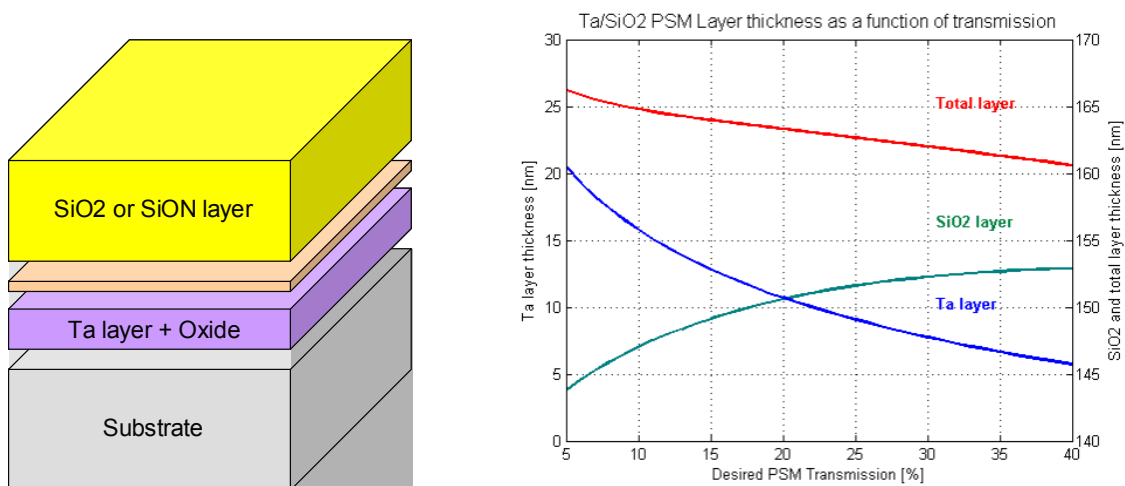 SiO2 or SiON layer
Ta layer + Oxide
Substrate
Ta/SiO2 PSM Layer thickness as a function of transmission
30
25
20
15
10
5
0
Ta layer thickness [nm]
Total layer
SiO2 layer
Ta layer
170
165
160
155
150
145
140
SiO2 and total layer thickness [nm]
5 10 15 20 25 30 35 40
Desired PSM Transmission [%]